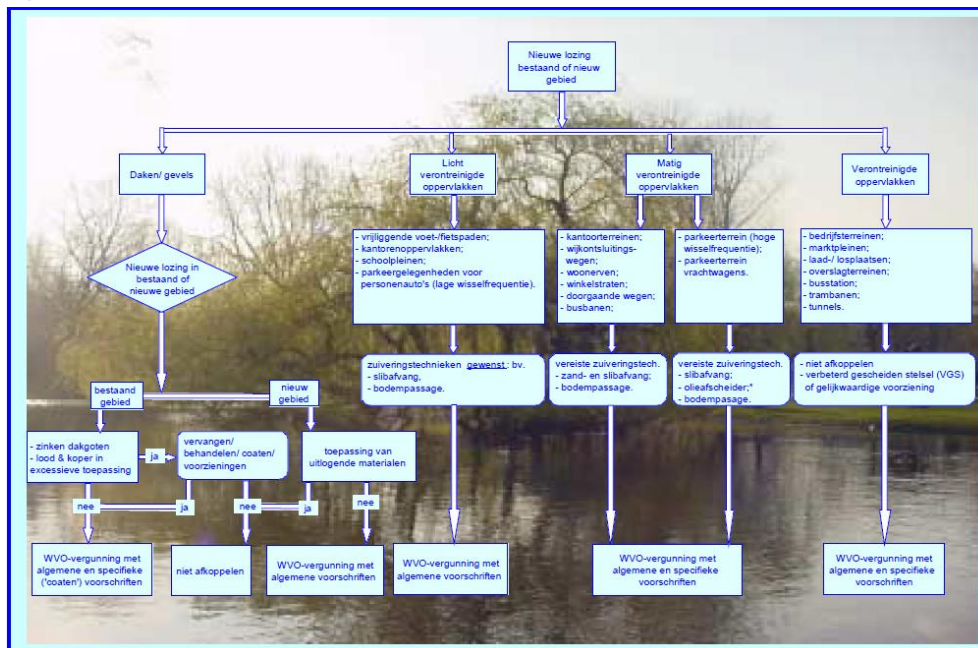 Nieuwe lozing
bestaand of nieuw
gebied
Daken/ gevels
Licht
verontreinigde
oppervlakken
Matig
verontreinigde
oppervlakken
Verontreinigde
oppervlakken
Nieuwe lozing in
bestaand of
nieuwe gebied
- vrijliggende voet-/fietspaden;
- kantorenoppervlakken;
- schoolpleinen;
- parkeergelegenheden voor
personenauto's (lage wisselfrequentie).
- kantoorterreinen;
- wijkontsluitings-
wegen;
- woonerven;
- winkelstraten;
- doorgaande wegen;
- busbanen;
- parkeerterrein (hoge
wisselfrequentie);
- parkeerterrein
vrachtwagens.
- bedrijfsterreinen;
- marktpleinen;
- laad-/ losplaatsen;
- overslagterreinen;
- busstation;
- trambanen;
- tunnels.
zuiveringstechnieken gewenst: bv.
- slibafvang,
- bodempassage.
vereiste zuiveringstech.
- zand- en slibafvang;
- bodempassage.
vereiste zuiveringstech.
- slibafvang;
- olieafscheider;*
- bodempasage.
- niet afkoppelen
- verbeterd gescheiden stelsel (VGS)
of gelijkwaardige voorziening
bestaand
gebied
nieuw
gebied
- zinken dakgoten
- lood & koper in
excessieve toepassing
ja
vervangen/
behandelen/ coaten/
voorzieningen
toepassing van
uitlogende materialen
nee
ja
nee
ja
nee
WVO-vergunning met
algemene en specifieke
('coaten') voorschriften
niet afkoppelen
WVO-vergunning met
algemene voorschriften
WVO-vergunning met
algemene voorschriften
WVO-vergunning met
algemene en specifieke
voorschriften
WVO-vergunning met
algemene en specifieke
voorschriften